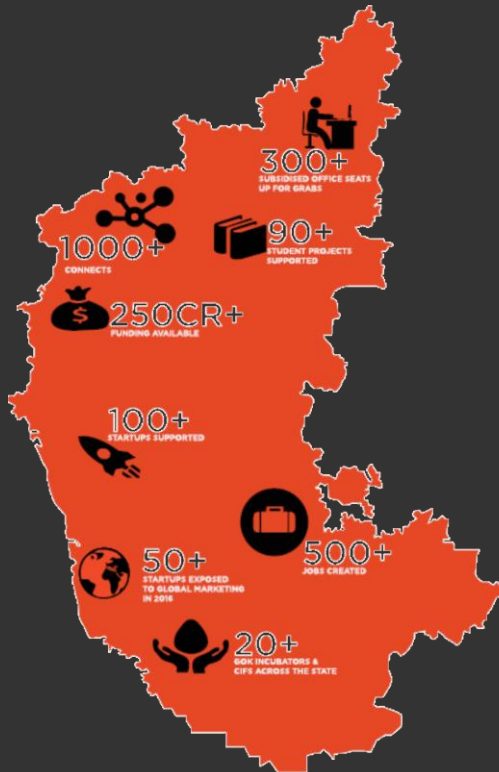 300+
SUBSIDISED OFFICE SEATS
UP FOR GRABS
90+
STUDENT PROJECTS
SUPPORTED
1000+
CONNECTS
$
250CR+
FUNDING AVAILABLE
100+
STARTUPS SUPPORTED
500+
JOBS CREATED
50+
STARTUPS EXPOSED
TO GLOBAL MARKETING
IN 2016
20+
GOK INCUBATORS &
CIFS ACROSS THE STATE